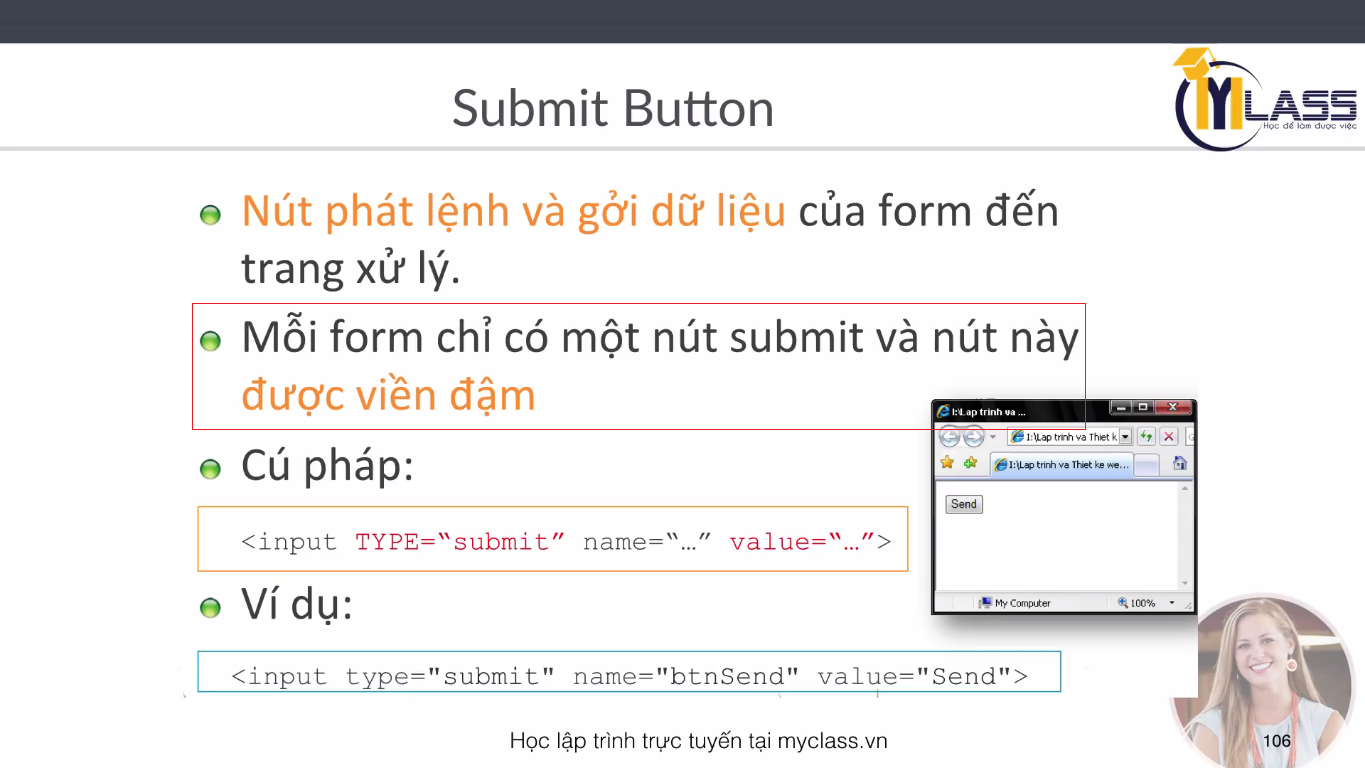 Submit Button
MYCLASS
Học để làm được việc
Nút phát lệnh và gởi dữ liệu của form đến
trang xử lý.
Mỗi form chỉ có một nút submit và nút này
được viền đậm
Cú pháp:
<input TYPE=“submit” name=“…” value=“…”>
Ví dụ:
<input type="submit" name="btnSend" value="Send">
I:\Lap trinh va ...
I:\Lap trinh va Thiet k
I:\Lap trinh va Thiet ke we...
Send
My Computer
100%
Học lập trình trực tuyến tại myclass.vn
106